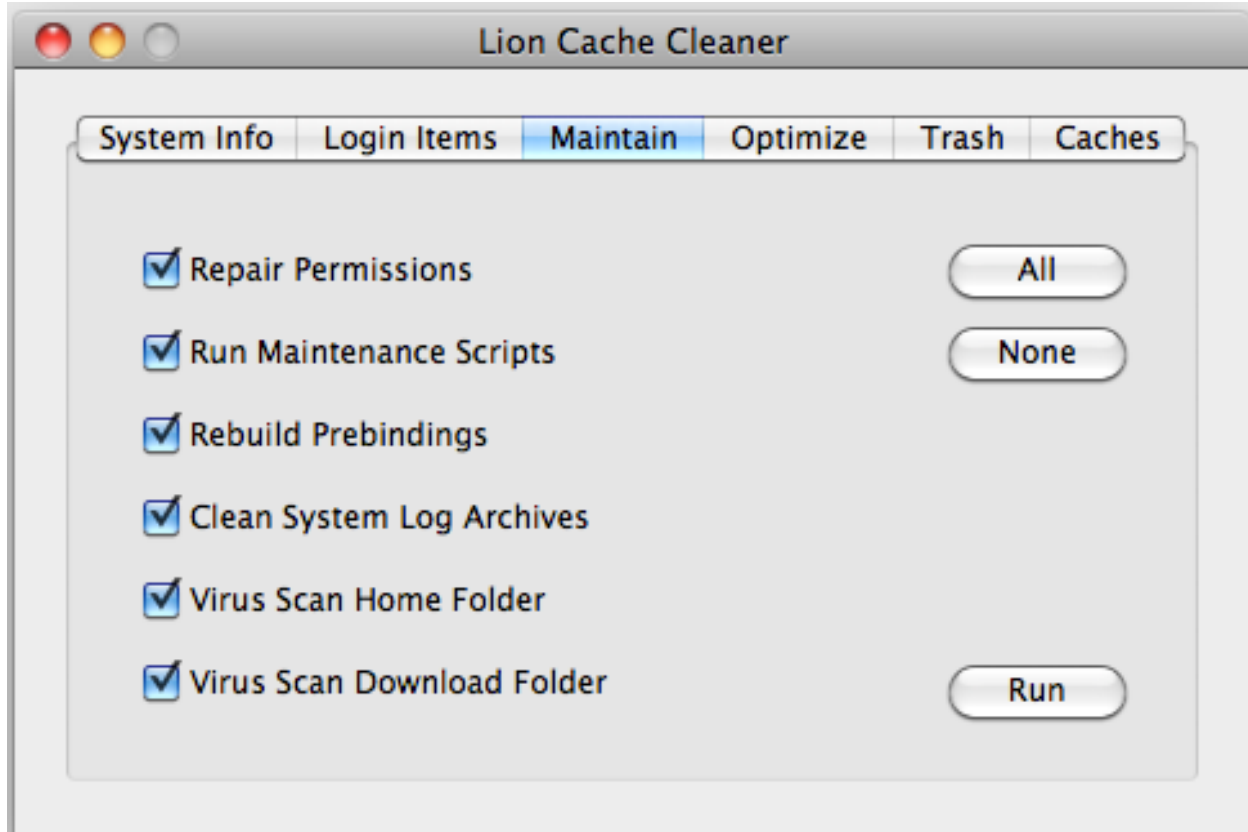 Lion Cache Cleaner
System Info Login Items Maintain Optimize Trash Caches
Repair Permissions All
Run Maintenance Scripts None
Rebuild Prebindings
Clean System Log Archives
Virus Scan Home Folder
Virus Scan Download Folder Run